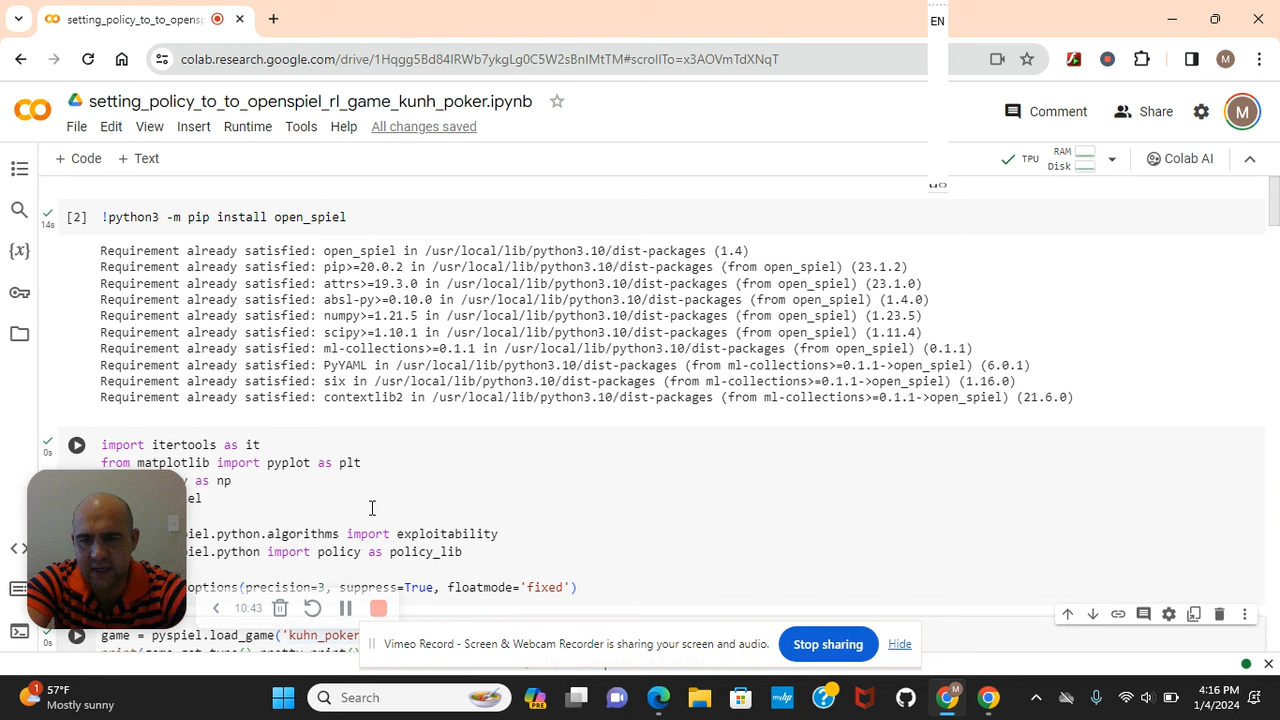 setting_policy_to_to_opens
EN
colab.research.google.com/drive/1Hqgg5Bd84IRWb7ykgLg0C5W2sBnIMtTM#scrollTo=x3AOVmTdXNqT
M
setting_policy_to_to_openspiel_rl_game_kunh_poker.ipynb
Comment
Share
M
File Edit View Insert Runtime Tools Help All changes saved
+ Code + Text
TPU RAM Disk
Colab AI
[2] !python3 -m pip install open_spiel
14s
Requirement already satisfied: open_spiel in /usr/local/lib/python3.10/dist-packages (1.4)
Requirement already satisfied: pip>=20.0.2 in /usr/local/lib/python3.10/dist-packages (from open_spiel) (23.1.2)
Requirement already satisfied: attrs>=19.3.0 in /usr/local/lib/python3.10/dist-packages (from open_spiel) (23.1.0)
Requirement already satisfied: absl-py>=0.10.0 in /usr/local/lib/python3.10/dist-packages (from open_spiel) (1.4.0)
Requirement already satisfied: numpy>=1.21.5 in /usr/local/lib/python3.10/dist-packages (from open_spiel) (1.23.5)
Requirement already satisfied: scipy>=1.10.1 in /usr/local/lib/python3.10/dist-packages (from open_spiel) (1.11.4)
Requirement already satisfied: ml-collections>=0.1.1 in /usr/local/lib/python3.10/dist-packages (from open_spiel) (0.1.1)
Requirement already satisfied: PyYAML in /usr/local/lib/python3.10/dist-packages (from ml-collections>=0.1.1->open_spiel) (6.0.1)
Requirement already satisfied: six in /usr/local/lib/python3.10/dist-packages (from ml-collections>=0.1.1->open_spiel) (1.16.0)
Requirement already satisfied: contextlib2 in /usr/local/lib/python3.10/dist-packages (from ml-collections>=0.1.1->open_spiel) (21.6.0)
0s
import itertools as it
from matplotlib import pyplot as plt
y as np
el
iel.python.algorithms import exploitability
iel.python import policy as policy_lib
options(precision=3, suppress=True, floatmode='fixed')
10:43
0s
game = pyspiel.load_game('kuhn_poker
Vimeo Record - Screen & Webcam Recorder is sharing your screen and audio.
Stop sharing
Hide
1
57°F
Mostly sunny
Search
PRE
4:16 PM
1/4/2024